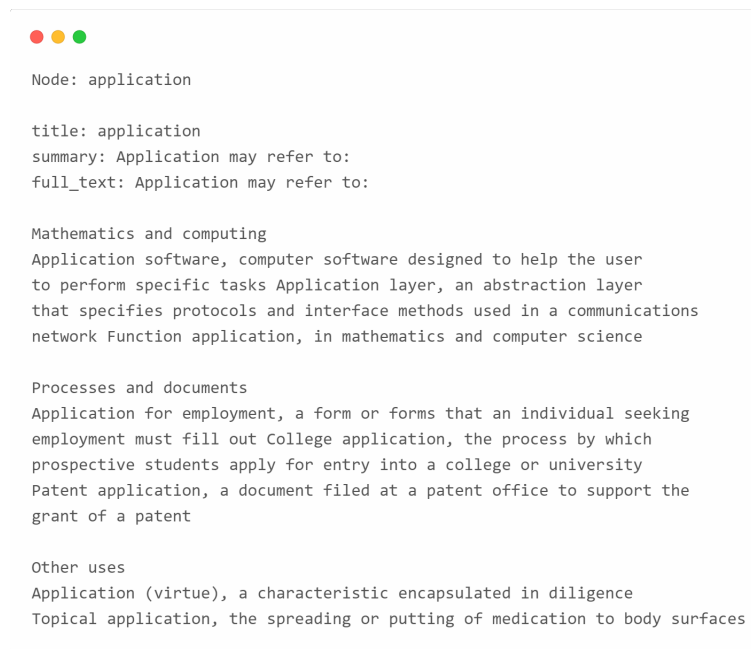 Node: application
title: application
summary: Application may refer to:
full_text: Application may refer to:
Mathematics and computing
Application software, computer software designed to help the user
to perform specific tasks Application layer, an abstraction layer
that specifies protocols and interface methods used in a communications
network Function application, in mathematics and computer science
Processes and documents
Application for employment, a form or forms that an individual seeking
employment must fill out College application, the process by which
prospective students apply for entry into a college or university
Patent application, a document filed at a patent office to support the
grant of a patent
Other uses
Application (virtue), a characteristic encapsulated in diligence
Topical application, the spreading or putting of medication to body surfaces